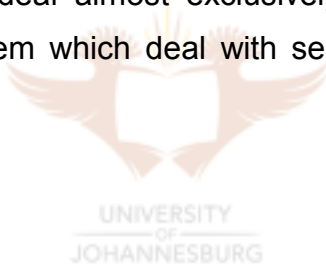 deal almost exclusivel
em which deal with se
UNIVERSITY
OF
JOHANNESBURG